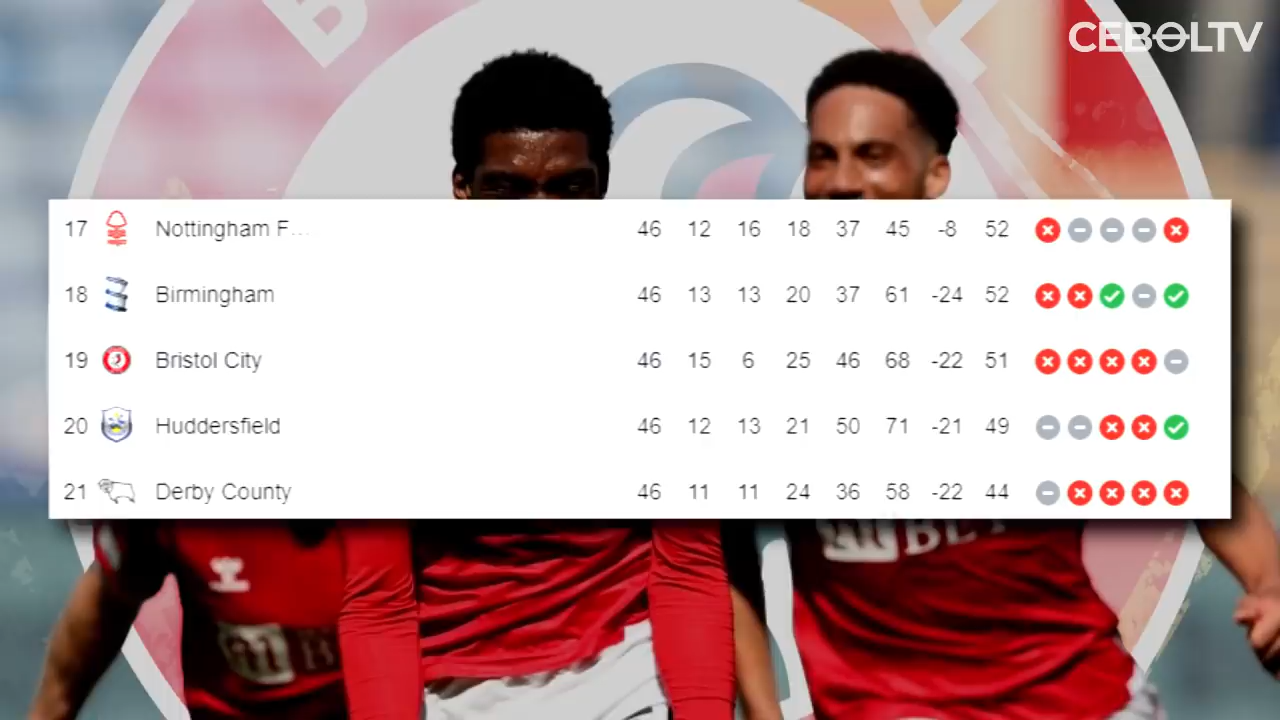 CEBOLTV
17 Nottingham F... 46 12 16 18 37 45 -8 52
18 Birmingham 46 13 13 20 37 61 -24 52
19 Bristol City 46 15 6 25 46 68 -22 51
20 Huddersfield 46 12 13 21 50 71 -21 49
21 Derby County 46 11 11 24 36 58 -22 44